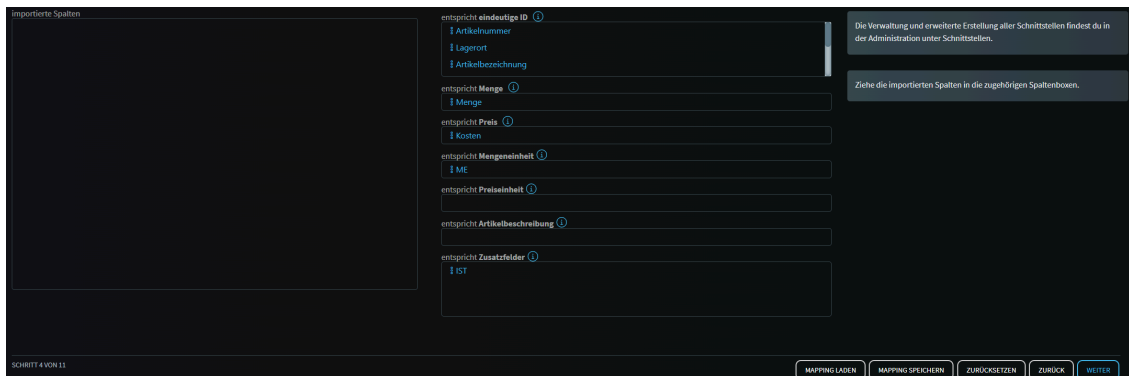 importierte Spalten
entspricht eindeutige ID
Artikelnummer
Lagerort
Artikelbezeichnung
entspricht Menge
Menge
entspricht Preis
Kosten
entspricht Mengeneinheit
ME
entspricht Preiseinheit
entspricht Artikelbeschreibung
entspricht Zusatzfelder
IST
Die Verwaltung und erweiterte Erstellung aller Schnittstellen findest du in
der Administration unter Schnittstellen.
Ziehe die importierten Spalten in die zugehörigen Spaltenboxen.
SCHRITT 4 VON 11
MAPPING LADEN
MAPPING SPEICHERN
ZURÜCKSETZEN
ZURÜCK
WEITER